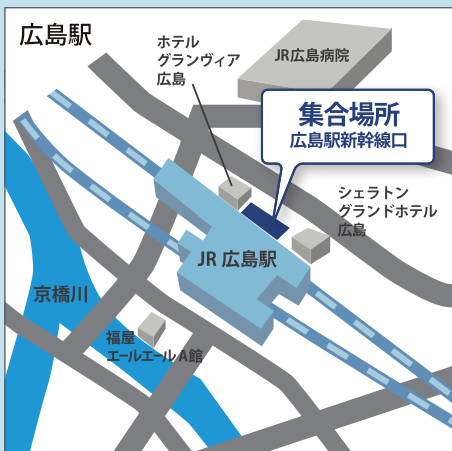 広島駅
ホテル
グランヴィア
広島
JR広島病院
集合場所
広島駅新幹線口
シェラトン
グランドホテル
広島
JR 広島駅
京橋川
福屋
エールエール A館